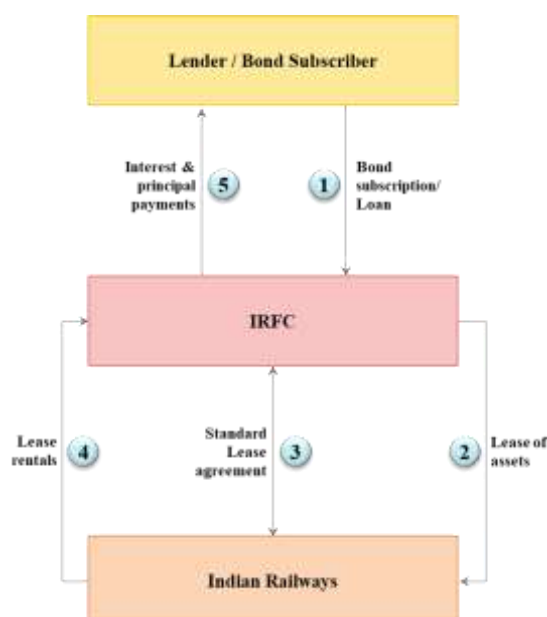 Lender / Bond Subscriber
Interest &
principal
payments
5
1
Bond
subscription/
Loan
IRFC
Lease
rentals
4
Standard
Lease
agreement
3
2
Lease of
assets
Indian Railways